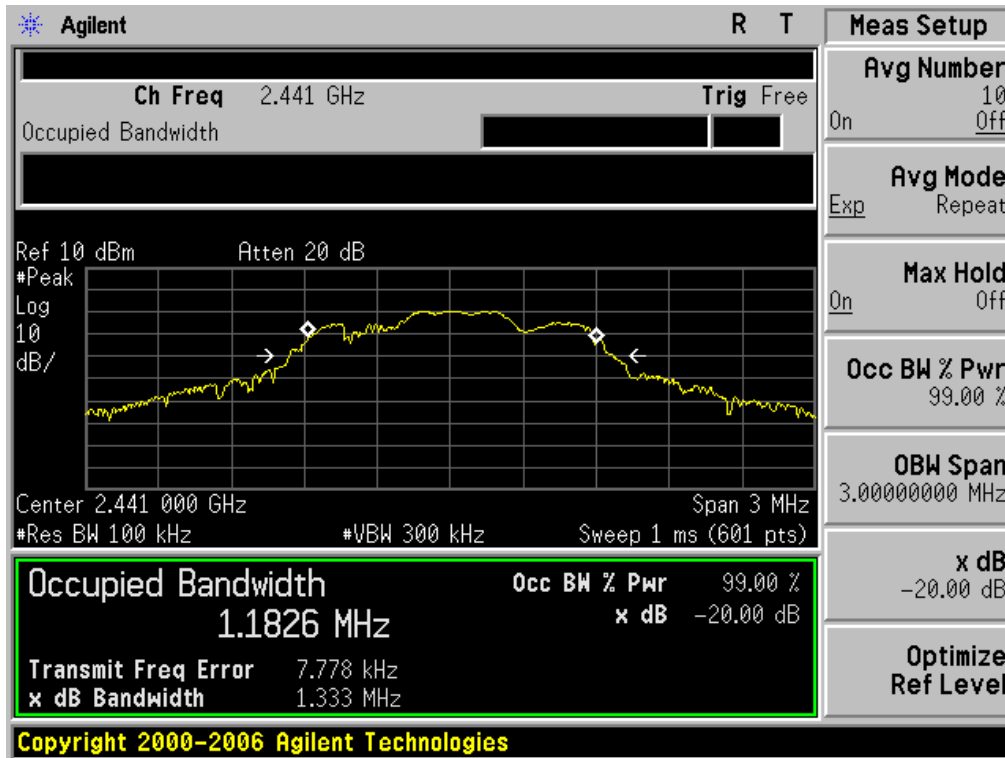 Agilent R T
Ch Freq 2.441 GHz Trig Free
Occupied Bandwidth
Ref 10 dBm Atten 20 dB
#Peak
Log
10
dB/
Center 2.441 000 GHz Span 3 MHz
#Res BW 100 kHz #VBW 300 kHz Sweep 1 ms (601 pts)
Occupied Bandwidth Occ BW % Pwr 99.00 %
1.1826 MHz x dB -20.00 dB
Transmit Freq Error 7.778 kHz
x dB Bandwidth 1.333 MHz
Copyright 2000-2006 Agilent Technologies
Meas Setup
Avg Number
10
On Off
Avg Mode
Exp Repeat
Max Hold
On Off
Occ BW % Pwr
99.00 %
OBW Span
3.00000000 MHz
x dB
-20.00 dB
Optimize
Ref Level